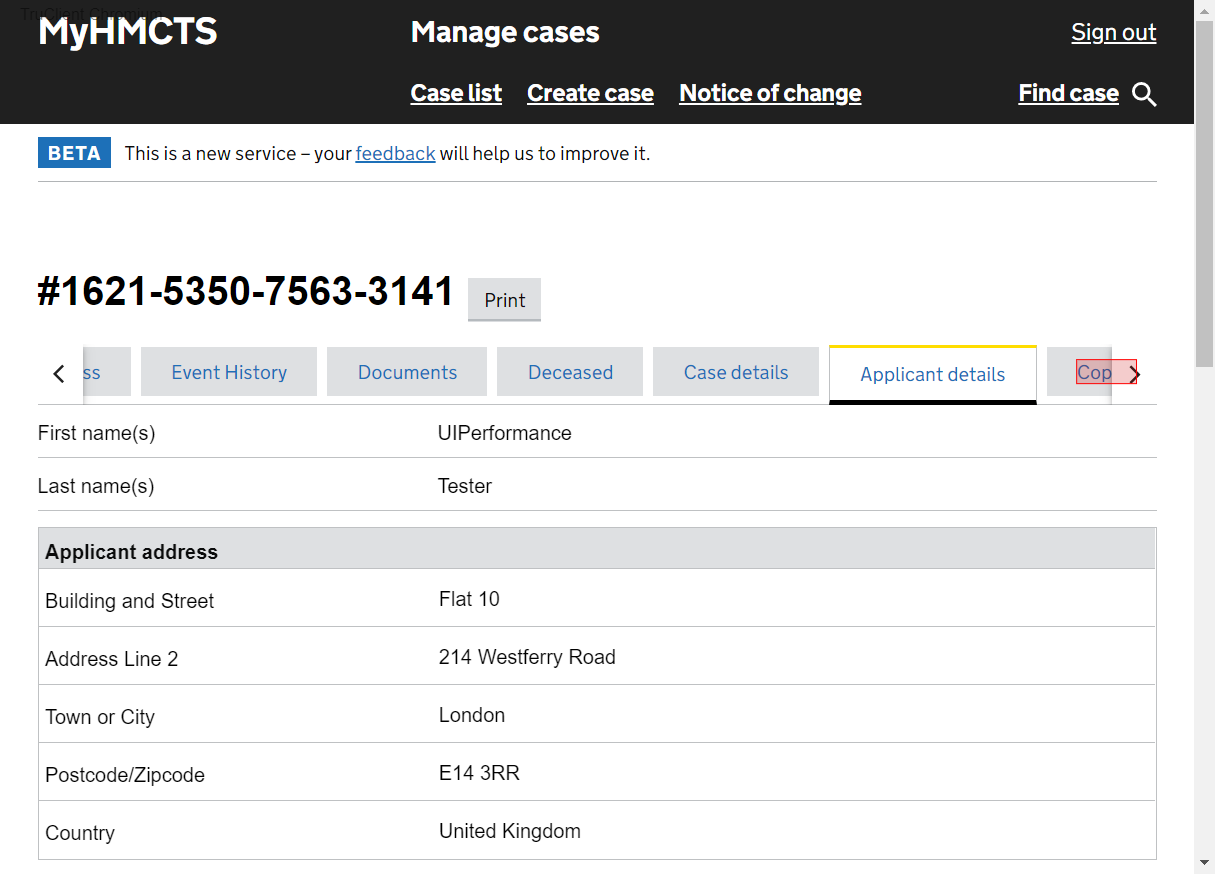 TruClient Chromium
MyHMCTS Manage cases Sign out
Case list Create case Notice of change Find case
BETA This is a new service – your feedback will help us to improve it.
#1621-5350-7563-3141 Print
ss Event History Documents Deceased Case details Applicant details Cop
First name(s) UIPerformance
Last name(s) Tester
Applicant address
Building and Street Flat 10
Address Line 2 214 Westferry Road
Town or City London
Postcode/Zipcode E14 3RR
Country United Kingdom